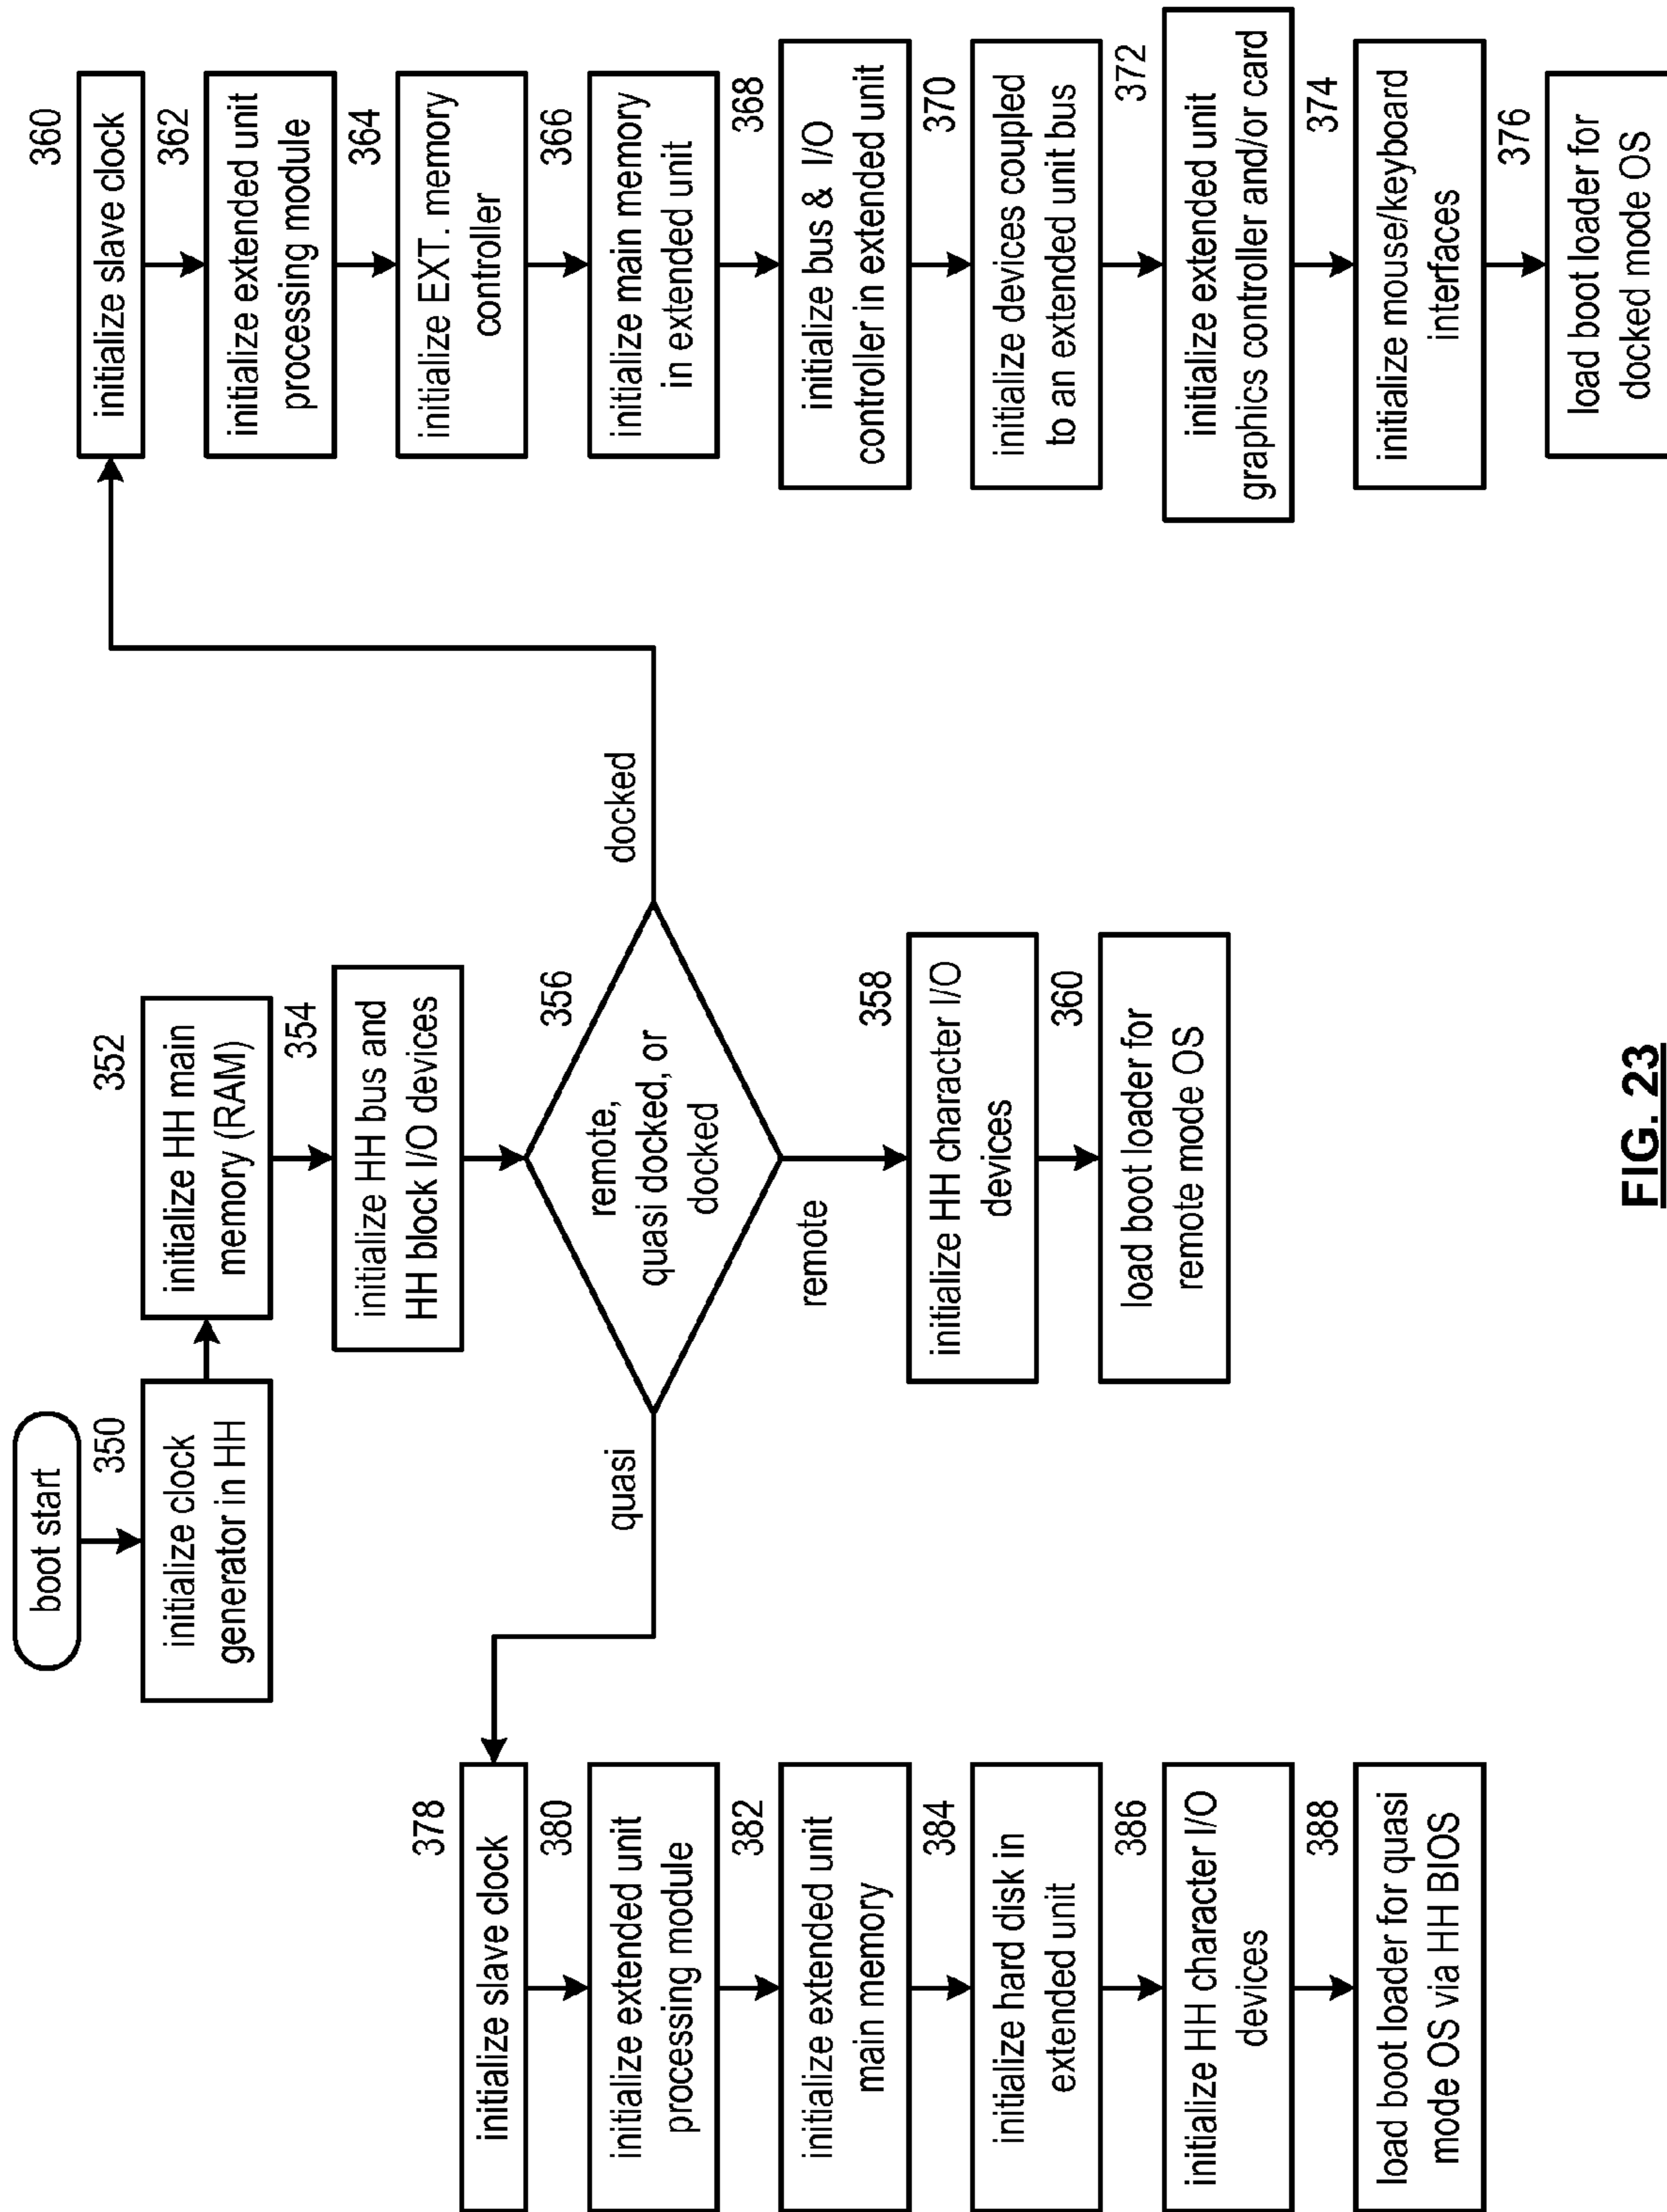 boot start
350
initialize clock
generator in HH
352
initialize HH main
memory (RAM)
354
initialize HH bus and
HH block I/O devices
356
remote,
quasi docked, or
docked
quasi
remote
docked
358
initialize HH character I/O
devices
360
load boot loader for
remote mode OS
360
initialize slave clock
362
initialize extended unit
processing module
364
initialize EXT. memory
controller
366
initialize main memory
in extended unit
368
initialize bus & I/O
controller in extended unit
370
initialize devices coupled
to an extended unit bus
372
initialize extended unit
graphics controller and/or card
374
initialize mouse/keyboard
interfaces
376
load boot loader for
docked mode OS
378
initialize slave clock
380
initialize extended unit
processing module
382
initialize extended unit
main memory
384
initialize hard disk in
extended unit
386
initialize HH character I/O
devices
388
load boot loader for quasi
mode OS via HH BIOS
FIG. 23